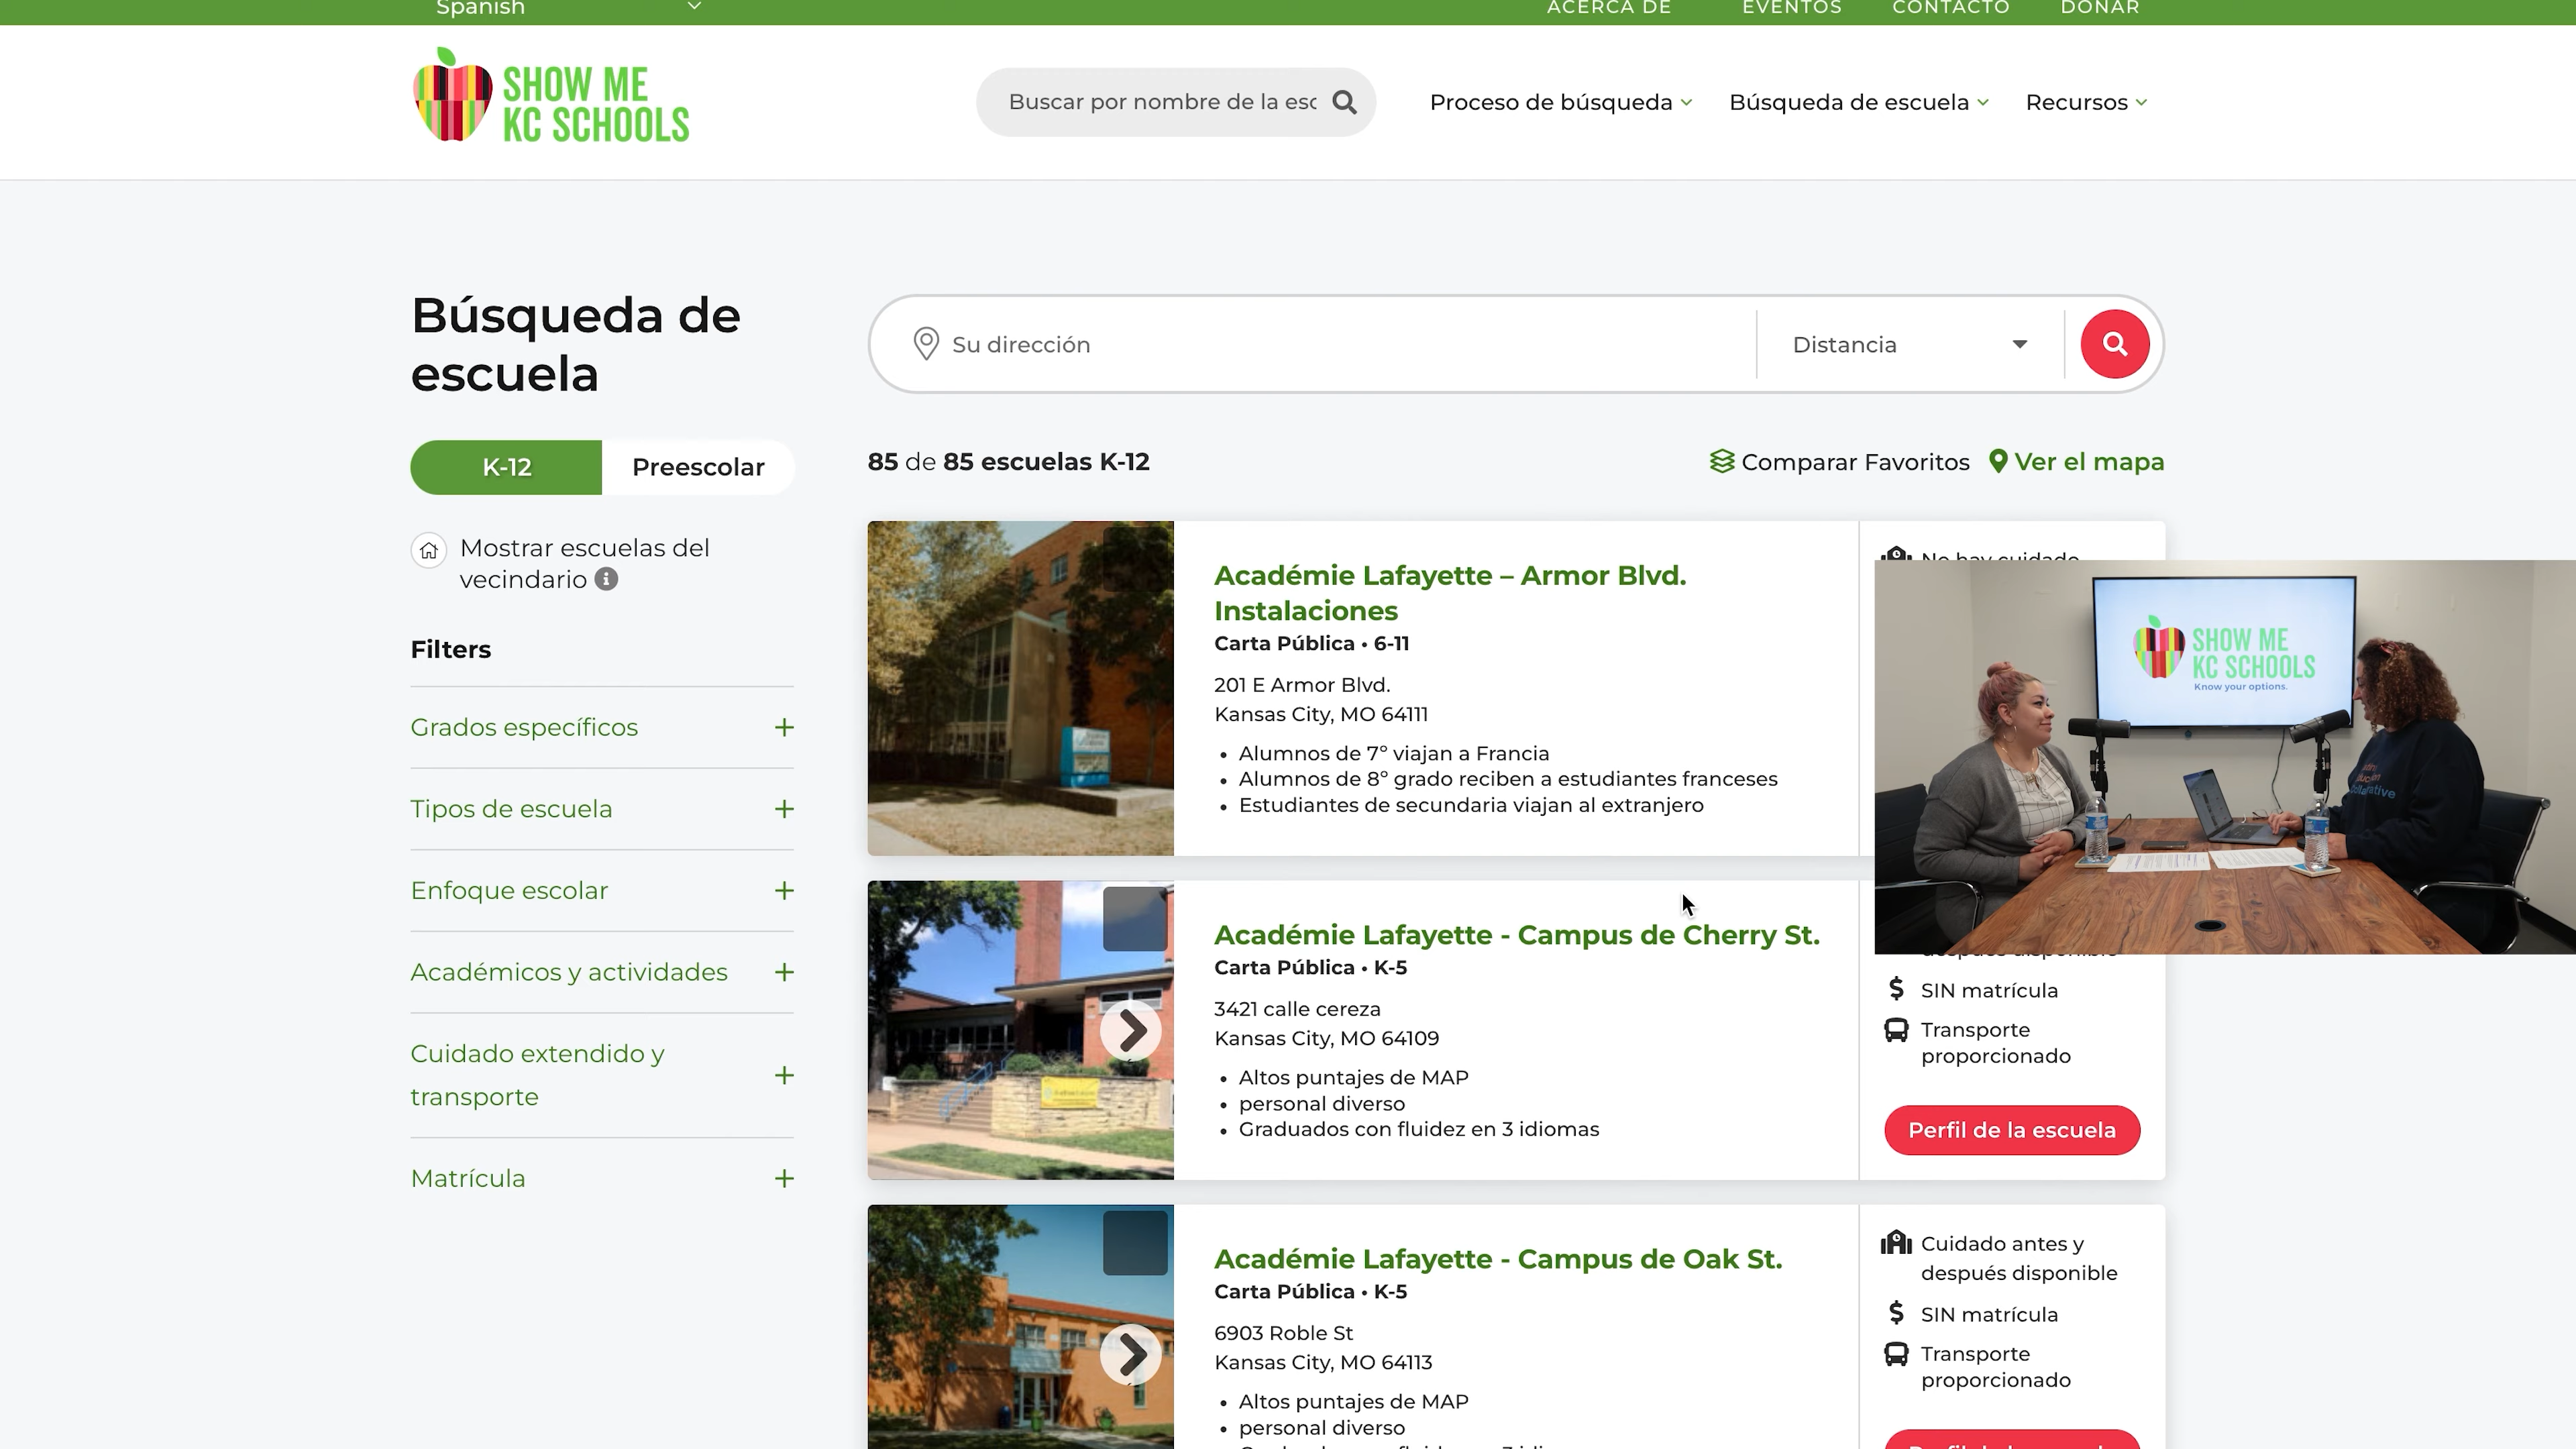 Spanish
ACERCA DE
EVENTOS
CONTACTO
DONAR
SHOW ME
KC SCHOOLS
Buscar por nombre de la esc
Proceso de búsqueda
Búsqueda de escuela
Recursos
Búsqueda de
escuela
Su dirección
Distancia
K-12
Preescolar
85 de 85 escuelas K-12
Comparar Favoritos
Ver el mapa
Mostrar escuelas del
vecindario
Filters
Grados específicos
Tipos de escuela
Enfoque escolar
Académicos y actividades
Cuidado extendido y
transporte
Matrícula
Académie Lafayette – Armor Blvd.
Instalaciones
Carta Pública • 6-11
201 E Armor Blvd.
Kansas City, MO 64111
• Alumnos de 7º viajan a Francia
• Alumnos de 8º grado reciben a estudiantes franceses
• Estudiantes de secundaria viajan al extranjero
No hay cuidado
SHOW ME
KC SCHOOLS
Know your options.
Académie Lafayette - Campus de Cherry St.
Carta Pública • K-5
3421 calle cereza
Kansas City, MO 64109
• Altos puntajes de MAP
• personal diverso
• Graduados con fluidez en 3 idiomas
después disponible
SIN matrícula
Transporte
proporcionado
Perfil de la escuela
Académie Lafayette - Campus de Oak St.
Carta Pública • K-5
6903 Roble St
Kansas City, MO 64113
• Altos puntajes de MAP
• personal diverso
Cuidado antes y
después disponible
SIN matrícula
Transporte
proporcionado